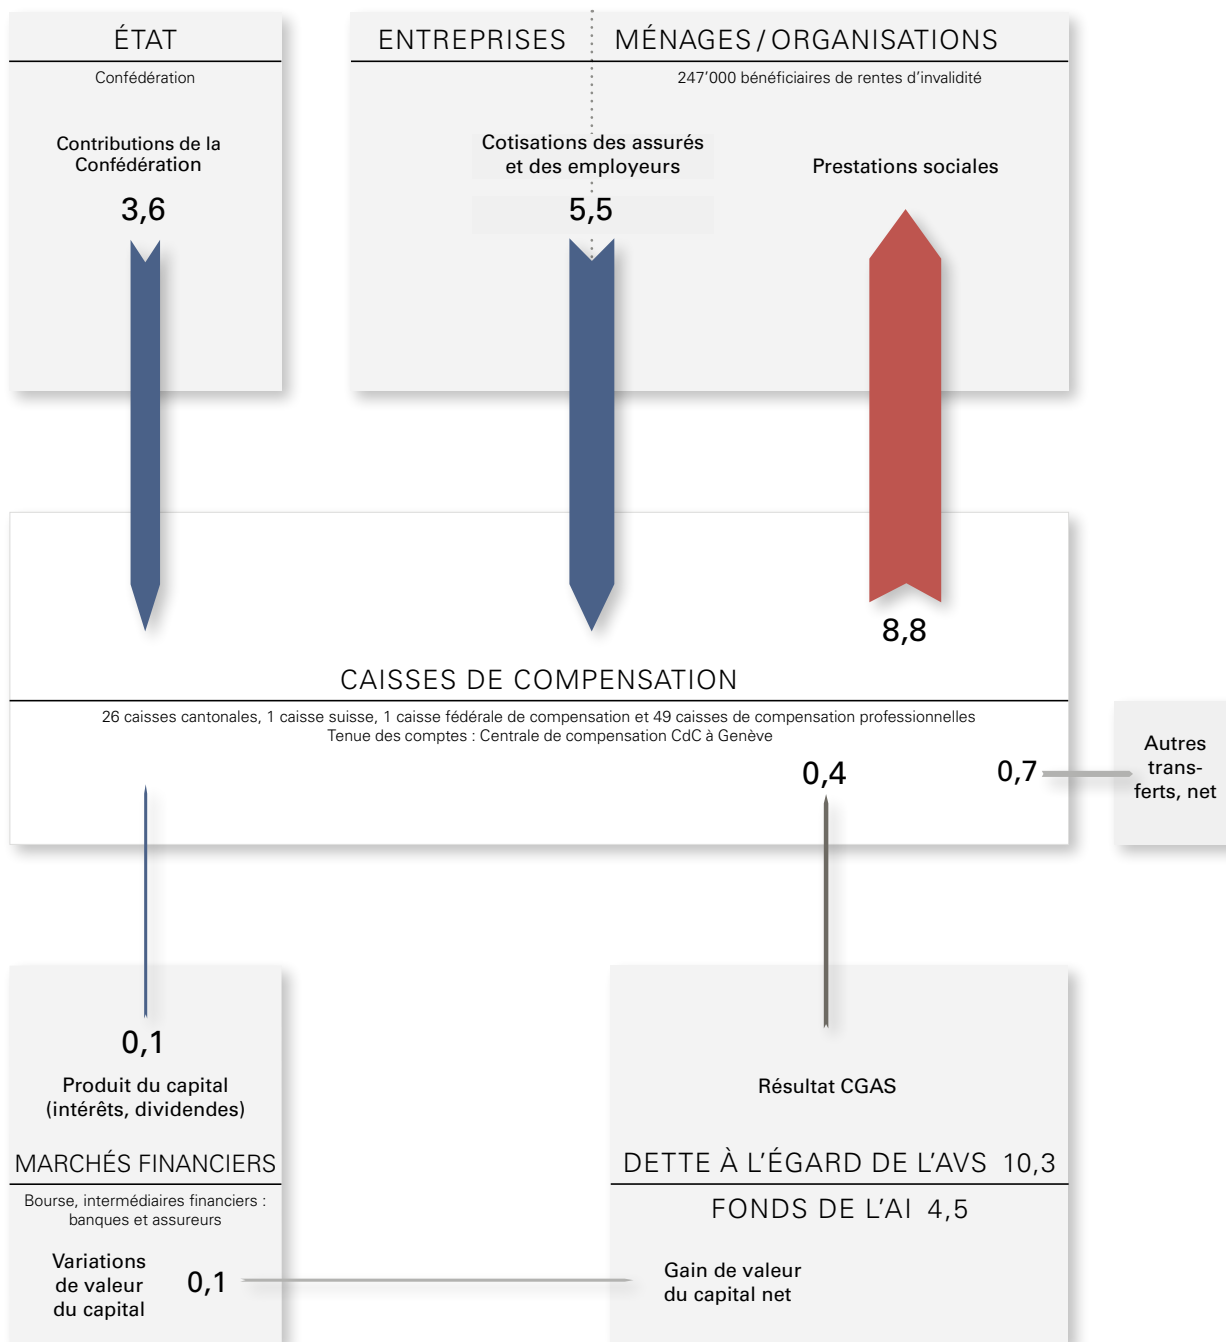 ÉTAT
Confédération
Contributions de la
Confédération
3,6
ENTREPRISES
MÉNAGES / ORGANISATIONS
247’000 bénéficiaires de rentes d’invalidité
Cotisations des assurés
et des employeurs
5,5
Prestations sociales
8,8
CAISSES DE COMPENSATION
26 caisses cantonales, 1 caisse suisse, 1 caisse fédérale de compensation et 49 caisses de compensation professionnelles
Tenue des comptes : Centrale de compensation CdC à Genève
0,4
0,7
Autres
trans-
ferts, net
0,1
Produit du capital
(intérêts, dividendes)
MARCHÉS FINANCIERS
Bourse, intermédiaires financiers :
banques et assureurs
Variations
de valeur
du capital
0,1
Résultat CGAS
DETTE À L’ÉGARD DE L’AVS 10,3
FONDS DE L’AI 4,5
Gain de valeur
du capital net